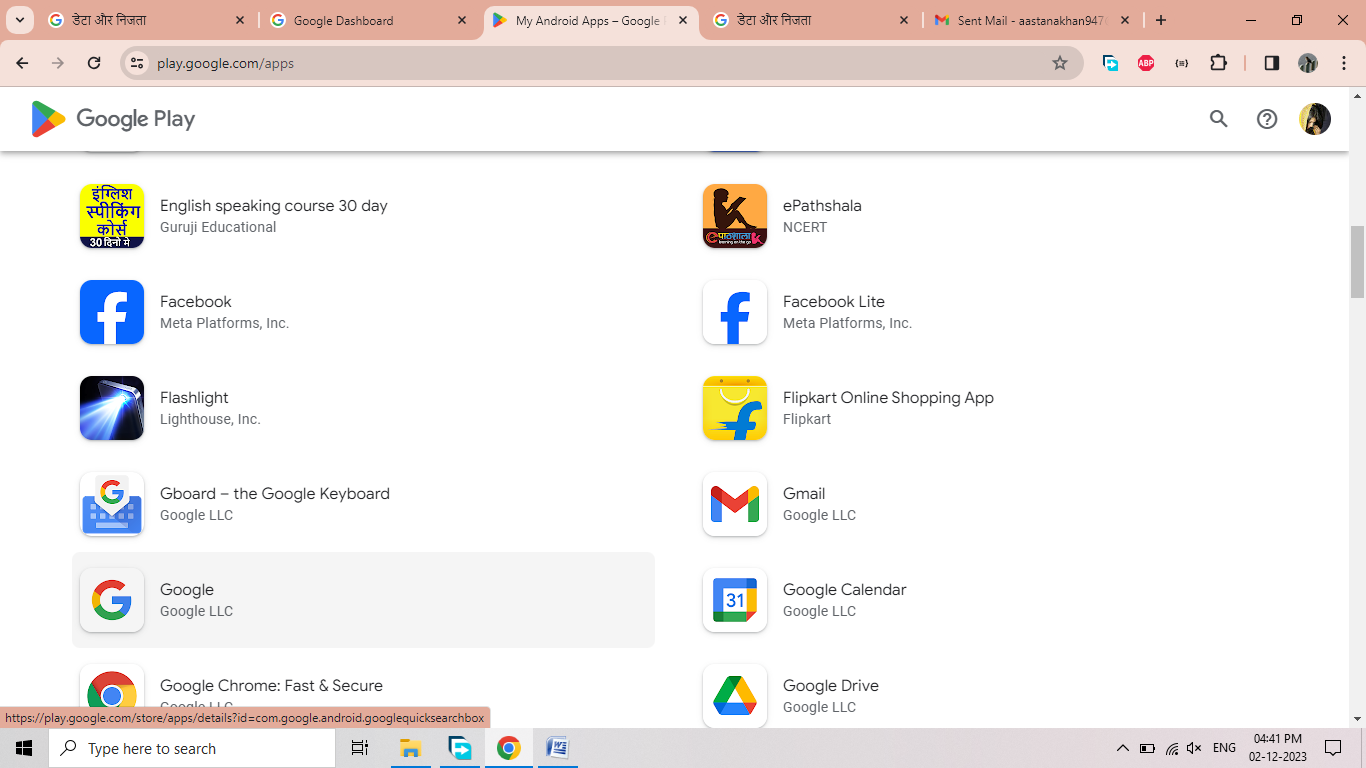 डेटा और निजता
Google Dashboard
My Android Apps – Google
डेटा और निजता
Sent Mail - aastanakhan947
play.google.com/apps
ABP
Google Play
इंग्लिश
स्पीकिंग
कोर्स
30 दिनों में
English speaking course 30 day
Guruji Educational
ePathshala
NCERT
Facebook
Meta Platforms, Inc.
Facebook Lite
Meta Platforms, Inc.
Flashlight
Lighthouse, Inc.
Flipkart Online Shopping App
Flipkart
Gboard – the Google Keyboard
Google LLC
Gmail
Google LLC
Google
Google LLC
31
Google Calendar
Google LLC
Google Chrome: Fast & Secure
Google LLC
Google Drive
Google LLC
https://play.google.com/store/apps/details?id=com.google.android.googlequicksearchbox
Type here to search
ENG
04:41 PM
02-12-2023